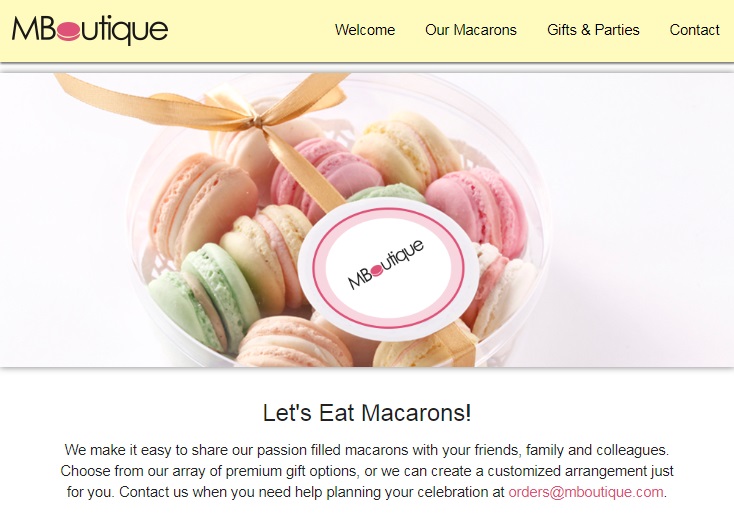 MBoutique
Welcome Our Macarons Gifts & Parties Contact
MBoutique
Let's Eat Macarons!
We make it easy to share our passion filled macarons with your friends, family and colleagues.
Choose from our array of premium gift options, or we can create a customized arrangement just
for you. Contact us when you need help planning your celebration at orders@mboutique.com.